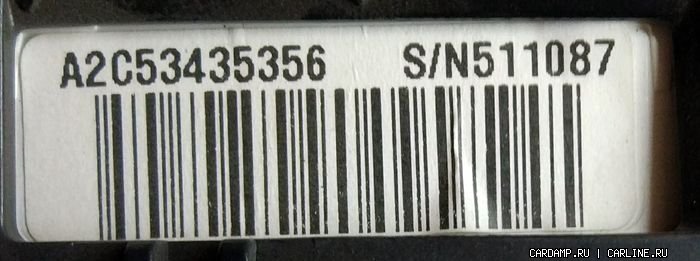 A2C53435356 S/N511087
CARDAMP.RU | CARLINE.RU